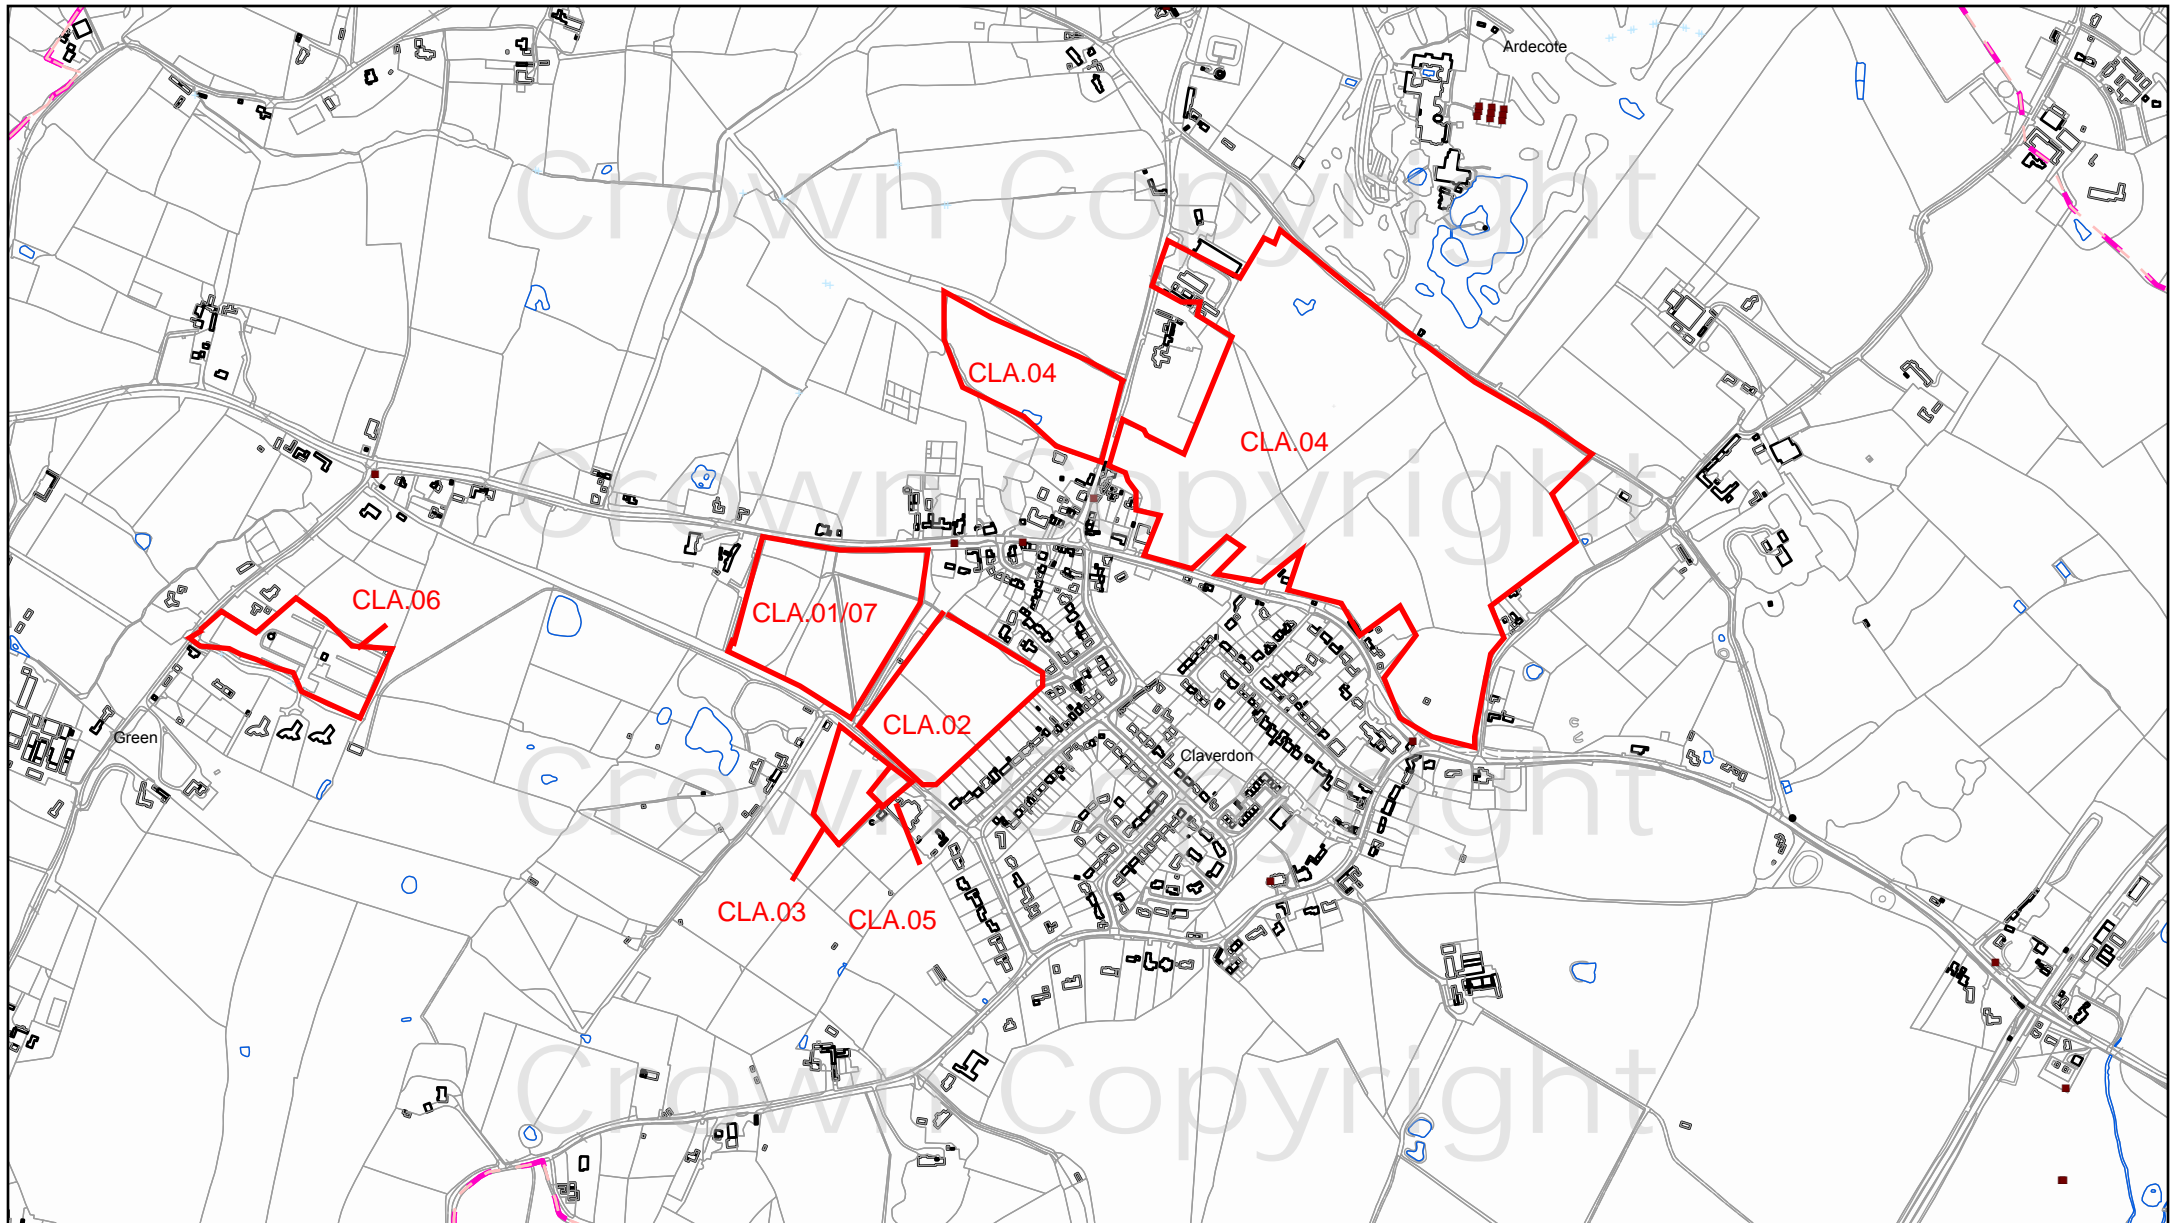 Ardecote
Crown Copyright
CLA.04
CLA.04
Crown Copyright
CLA.06
CLA.01/07
CLA.02
Green
Claverdon
Crown Copyright
CLA.03
CLA.05
Crown Copyright